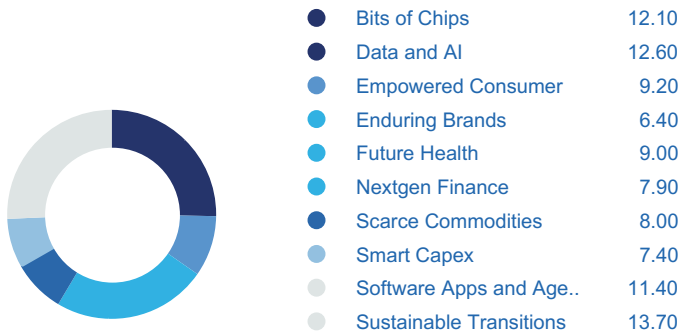 Bits of Chips 12.10
Data and AI 12.60
Empowered Consumer 9.20
Enduring Brands 6.40
Future Health 9.00
Nextgen Finance 7.90
Scarce Commodities 8.00
Smart Capex 7.40
Software Apps and Age.. 11.40
Sustainable Transitions 13.70